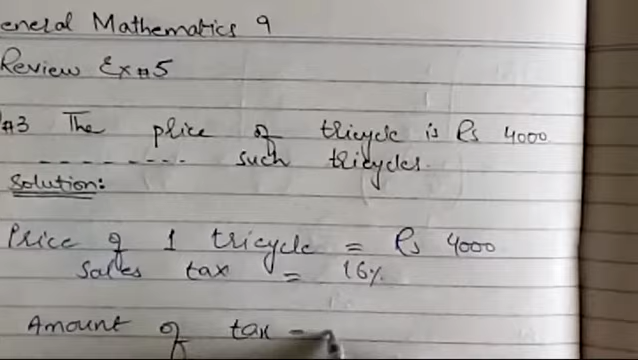 eneral Mathematics 9
Review Ex#5
#3 The price of tricycle is Rs 4000
-------- such tricycles.
Solution:
Price of 1 tricycle = Rs 4000
Sales tax = 16%
Amount of tax =